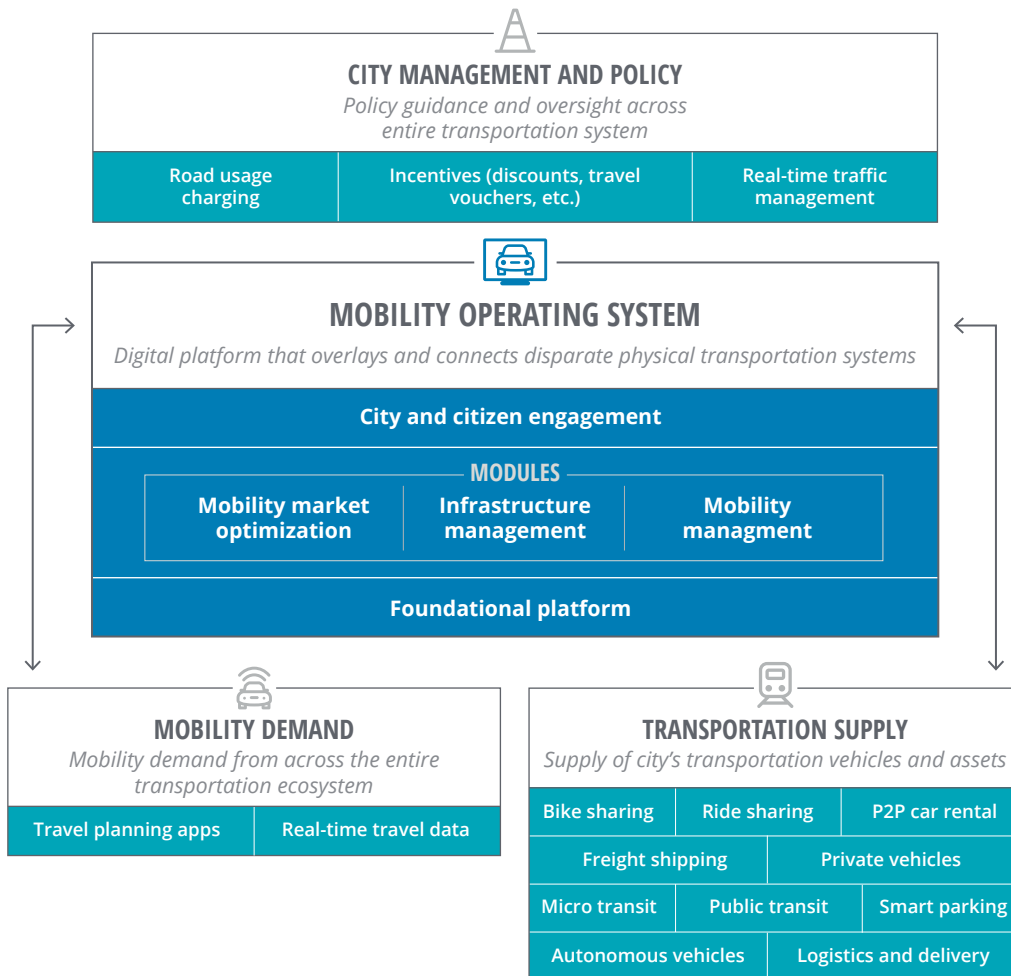 CITY MANAGEMENT AND POLICY
Policy guidance and oversight across
entire transportation system
Road usage
charging
Incentives (discounts, travel
vouchers, etc.)
Real-time traffic
management
MOBILITY OPERATING SYSTEM
Digital platform that overlays and connects disparate physical transportation systems
City and citizen engagement
MODULES
Mobility market
optimization
Infrastructure
management
Mobility
managment
Foundational platform
MOBILITY DEMAND
Mobility demand from across the entire
transportation ecosystem
Travel planning apps
Real-time travel data
TRANSPORTATION SUPPLY
Supply of city’s transportation vehicles and assets
Bike sharing
Ride sharing
P2P car rental
Freight shipping
Private vehicles
Micro transit
Public transit
Smart parking
Autonomous vehicles
Logistics and delivery